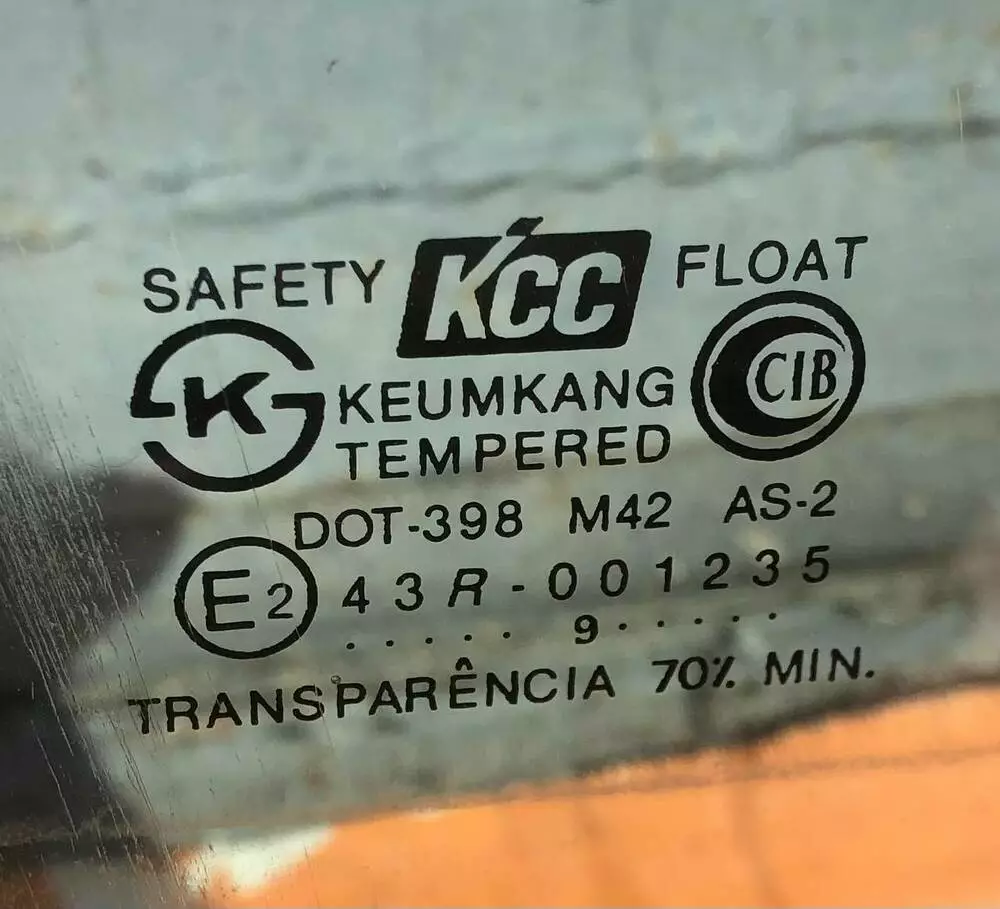 SAFETY KCC FLOAT
K KEUMKANG CIB
TEMPERED
DOT-398 M42 AS-2
E2 43R-001235
. . . . . 9 . . . . .
TRANSPARÊNCIA 70% MIN.